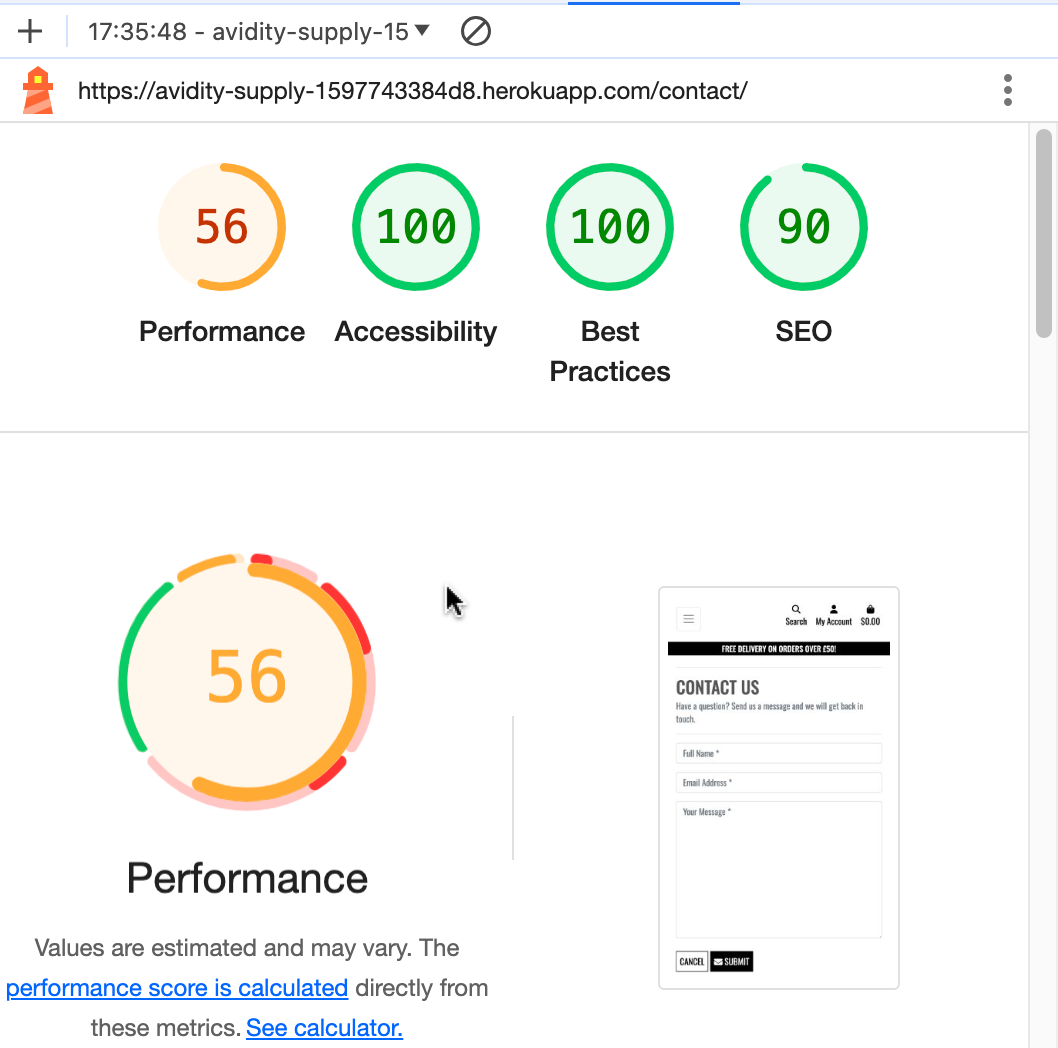 17:35:48 - avidity-supply-15
https://avidity-supply-1597743384d8.herokuapp.com/contact/
56
100
100
90
Performance
Accessibility
Best
Practices
SEO
56
Performance
Values are estimated and may vary. The
performance score is calculated directly from
these metrics. See calculator.
Search My Account $0.00
FREE DELIVERY ON ORDERS OVER £50!
CONTACT US
Have a question? Send us a message and we will get back in
touch.
Full Name *
Email Address *
Your Message *
CANCEL SUBMIT